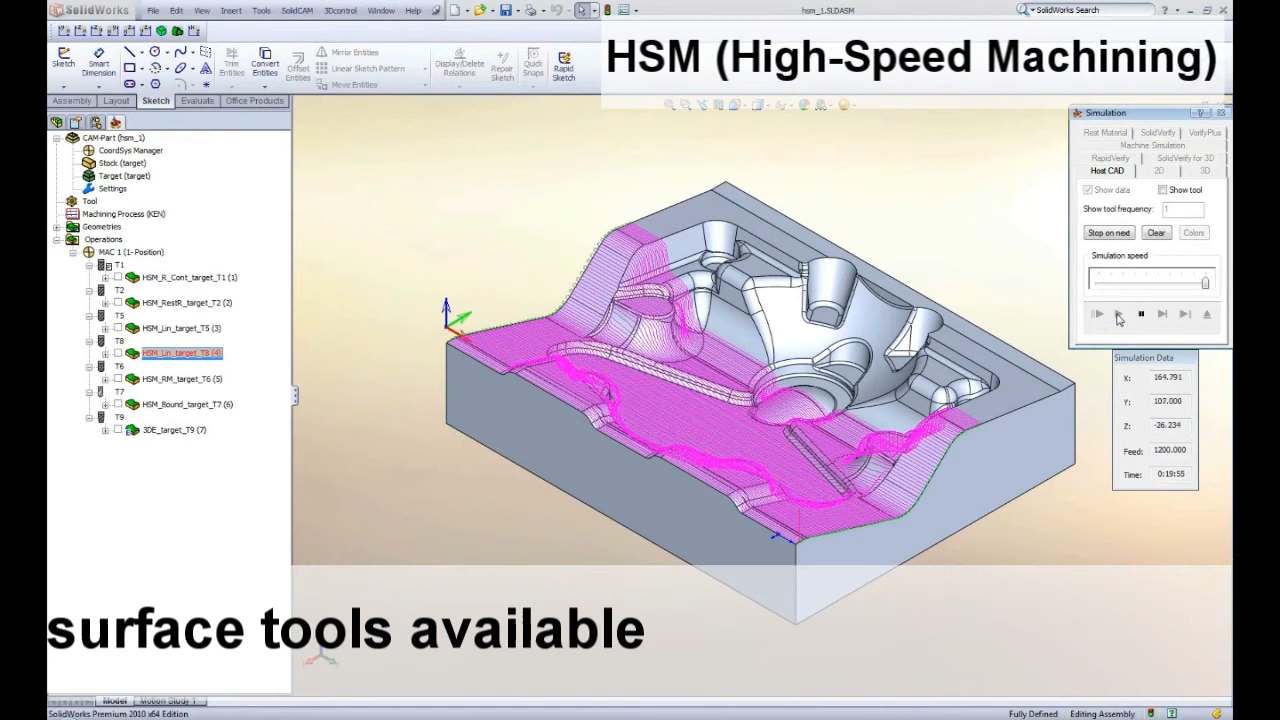 SolidWorks File Edit View Insert Tools SolidCAM 3Dcontrol Window Help hsm_1.SLDASM SolidWorks Search
HSM (High-Speed Machining)
Sketch Smart Dimension Trim Entities Convert Entities Offset Entities Mirror Entities Linear Sketch Pattern Move Entities Display/Delete Relations Repair Sketch Quick Snaps Rapid Sketch
Assembly Layout Sketch Evaluate Office Products
CAM-Part (hsm_1)
CoordSys Manager
Stock (target)
Target (target)
Settings
Tool
Machining Process (KEN)
Geometries
Operations
MAC 1 (1-Position)
T1
HSM_R_Cont_target_T1 (1)
T2
HSM_RestR_target_T2 (2)
T5
HSM_Lin_target_T5 (3)
T8
HSM_Lin_target_T8 (4)
T6
HSM_RM_target_T6 (5)
T7
HSM_Bound_target_T7 (6)
T9
3DE_target_T9 (7)
Simulation
Rest Material SolidVerify VerifyPlus
Machine Simulation
RapidVerify SolidVerify for 3D
Host CAD 2D 3D
Show data Show tool
Show tool frequency: 1
Stop on next Clear Colors
Simulation speed
Simulation Data
X: 164.791
Y: 107.000
Z: -26.234
Feed: 1200.000
Time: 0:19:55
surface tools available
Model Motion Study 1
SolidWorks Premium 2010 x64 Edition Fully Defined Editing Assembly